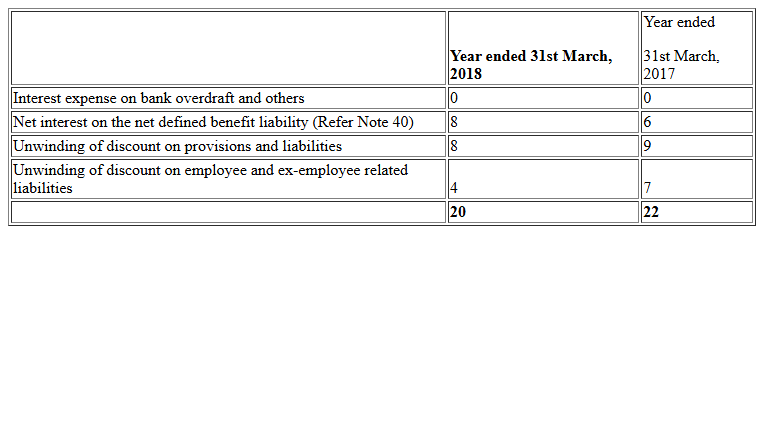 Year ended 31st March, 2018
Year ended
31st March, 2017
Interest expense on bank overdraft and others 0 0
Net interest on the net defined benefit liability (Refer Note 40) 8 6
Unwinding of discount on provisions and liabilities 8 9
Unwinding of discount on employee and ex-employee related
liabilities 4 7
20 22